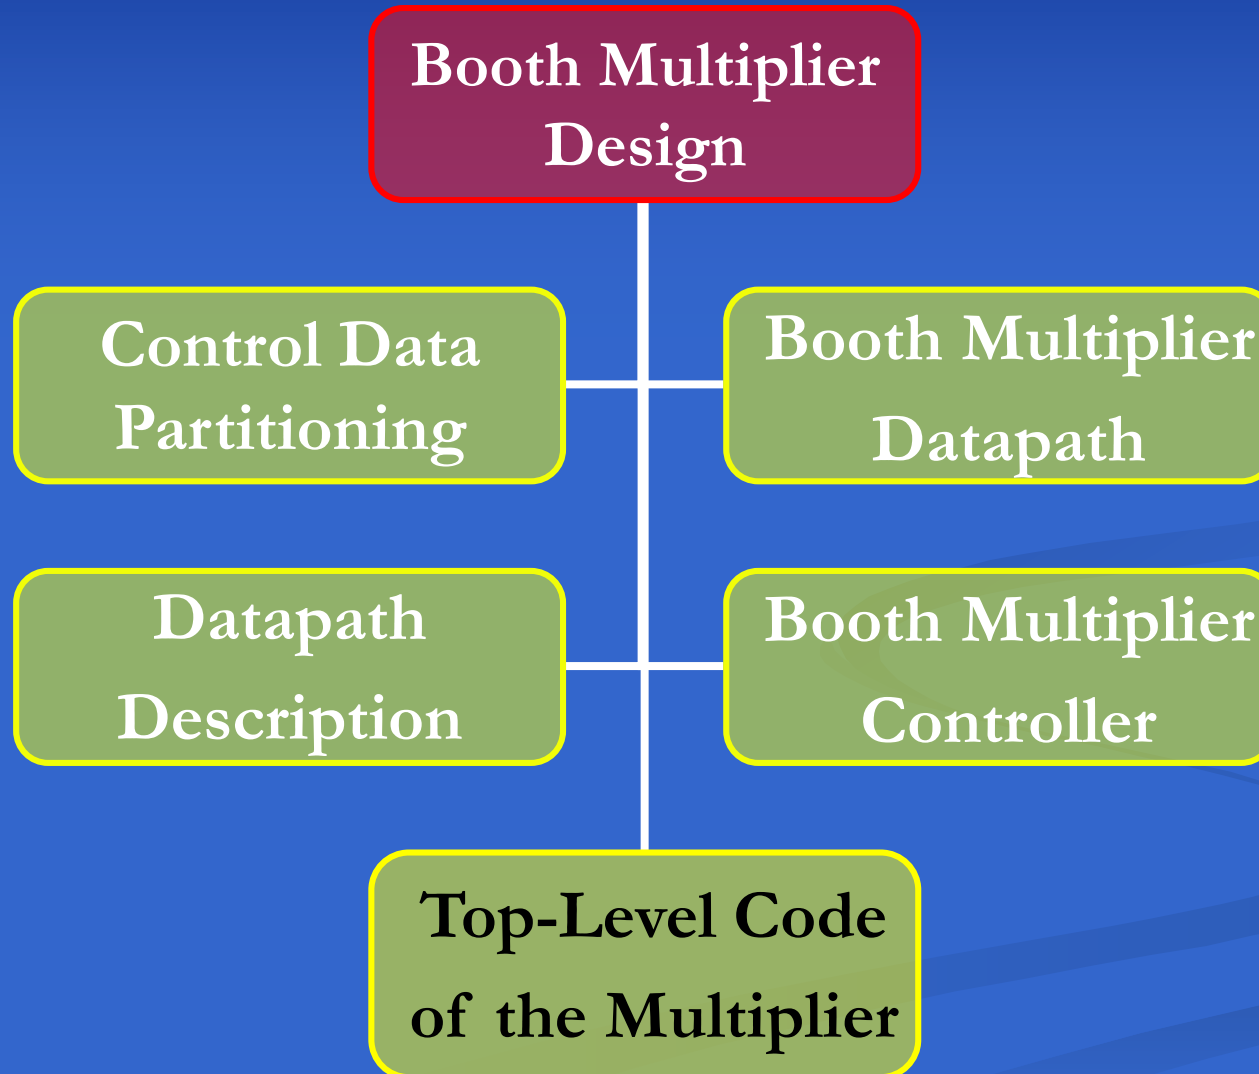 Booth Multiplier
Design
Control Data
Partitioning
Booth Multiplier
Datapath
Datapath
Description
Booth Multiplier
Controller
Top-Level Code
of the Multiplier